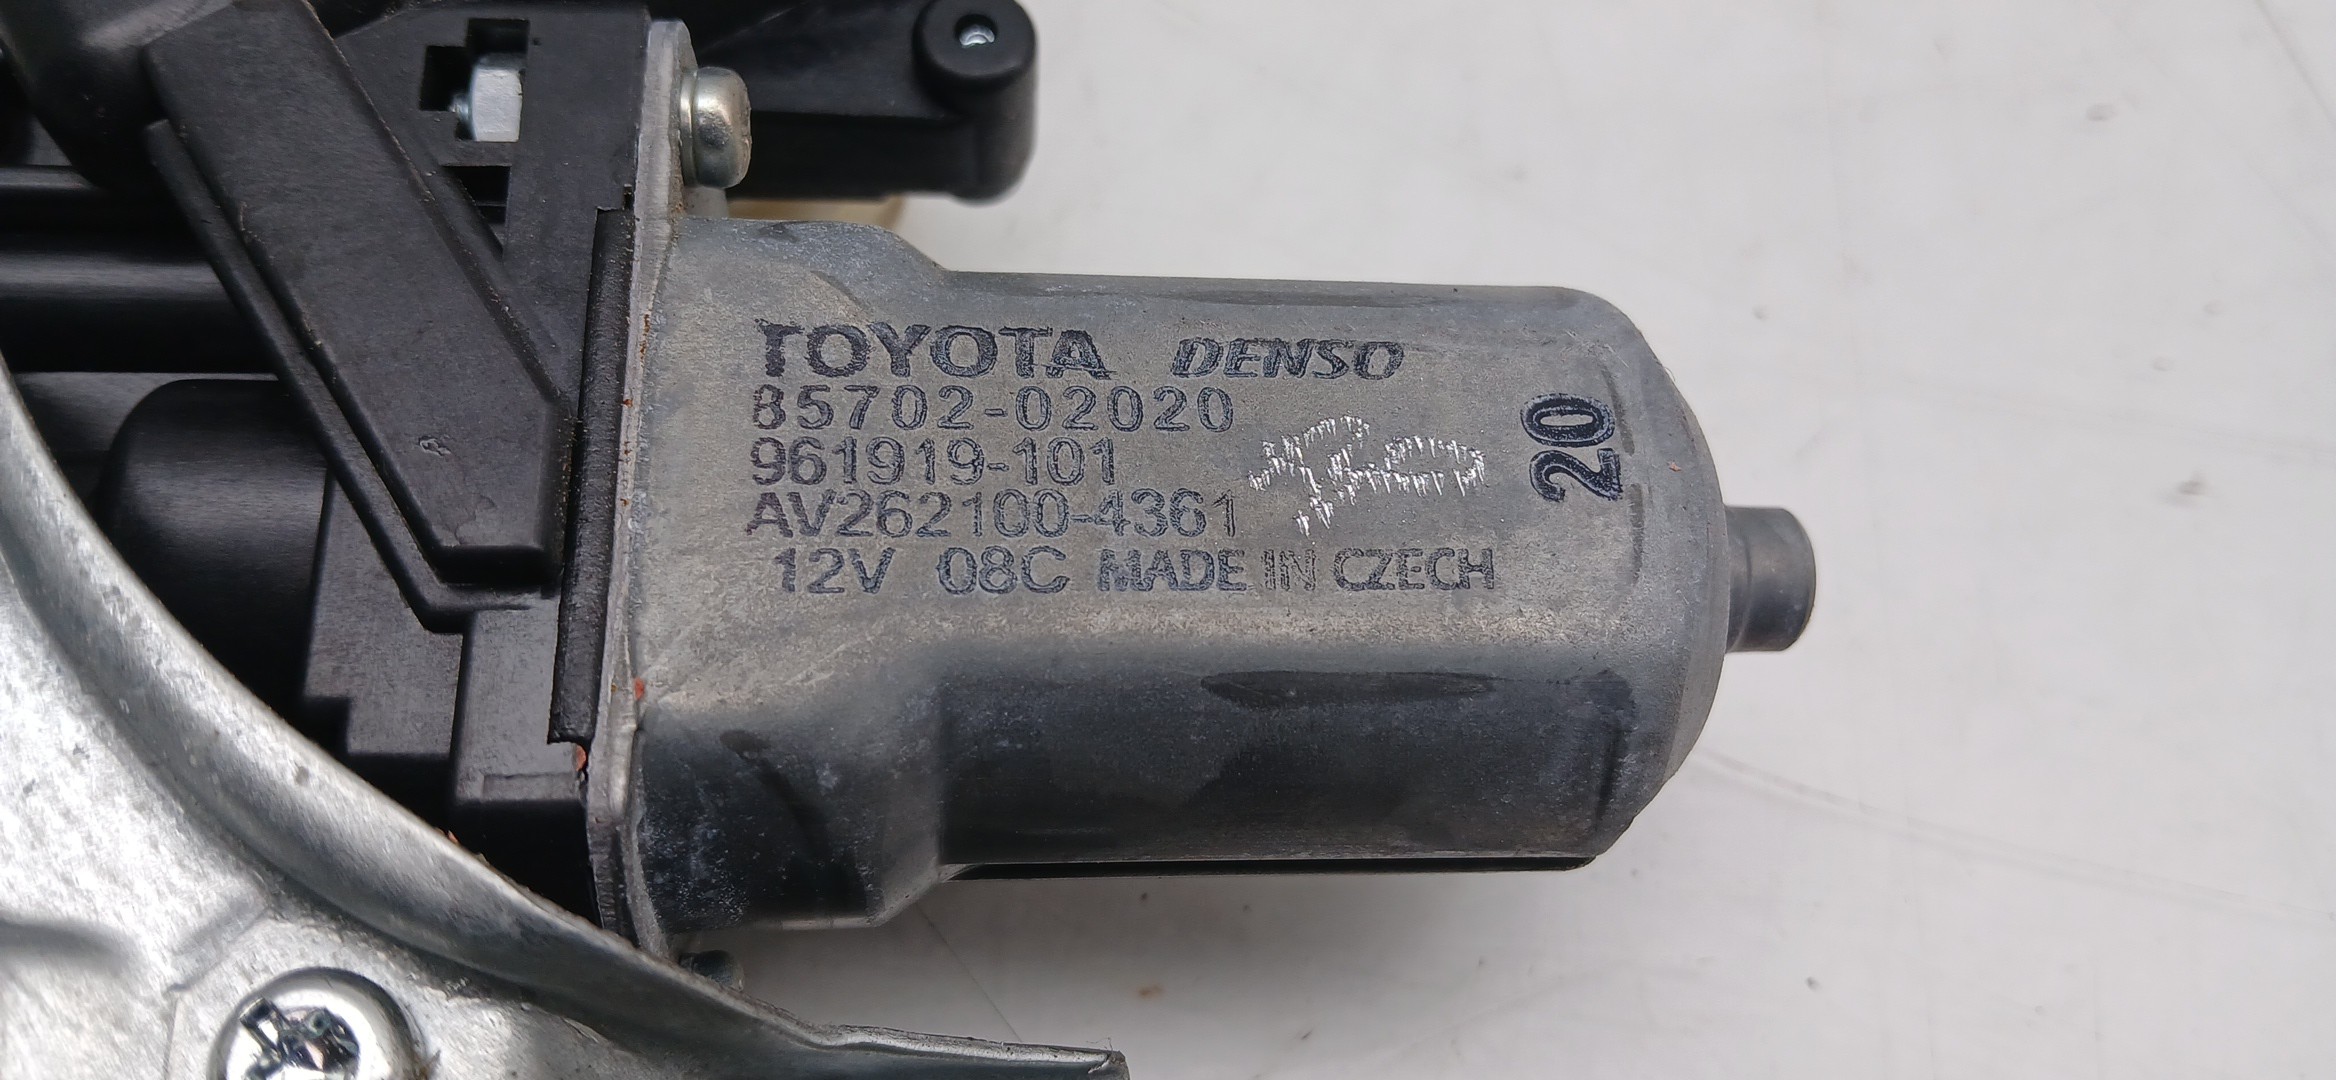 TOYOTA DENSO
85702-02020
961919-101
AV262100-4361
12V 08C MADE IN CZECH
20